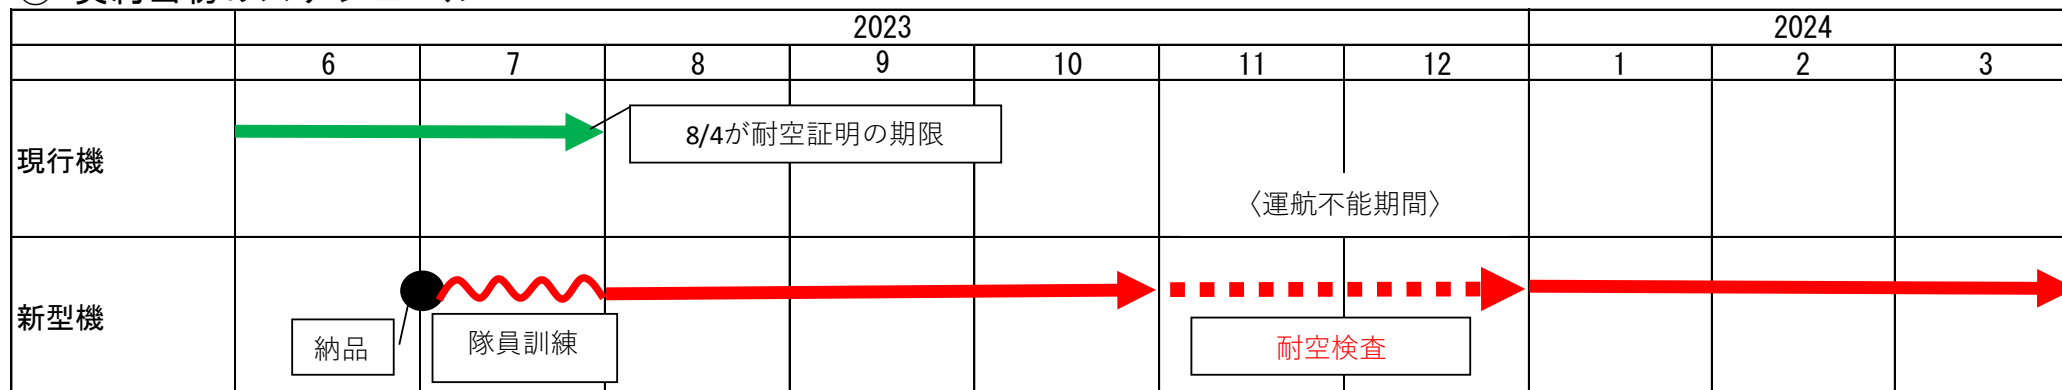 2023 2024
6 7 8 9 10 11 12 1 2 3
現行機
8/4が耐空証明の期限
〈運航不能期間〉
新型機
納品
隊員訓練
耐空検査